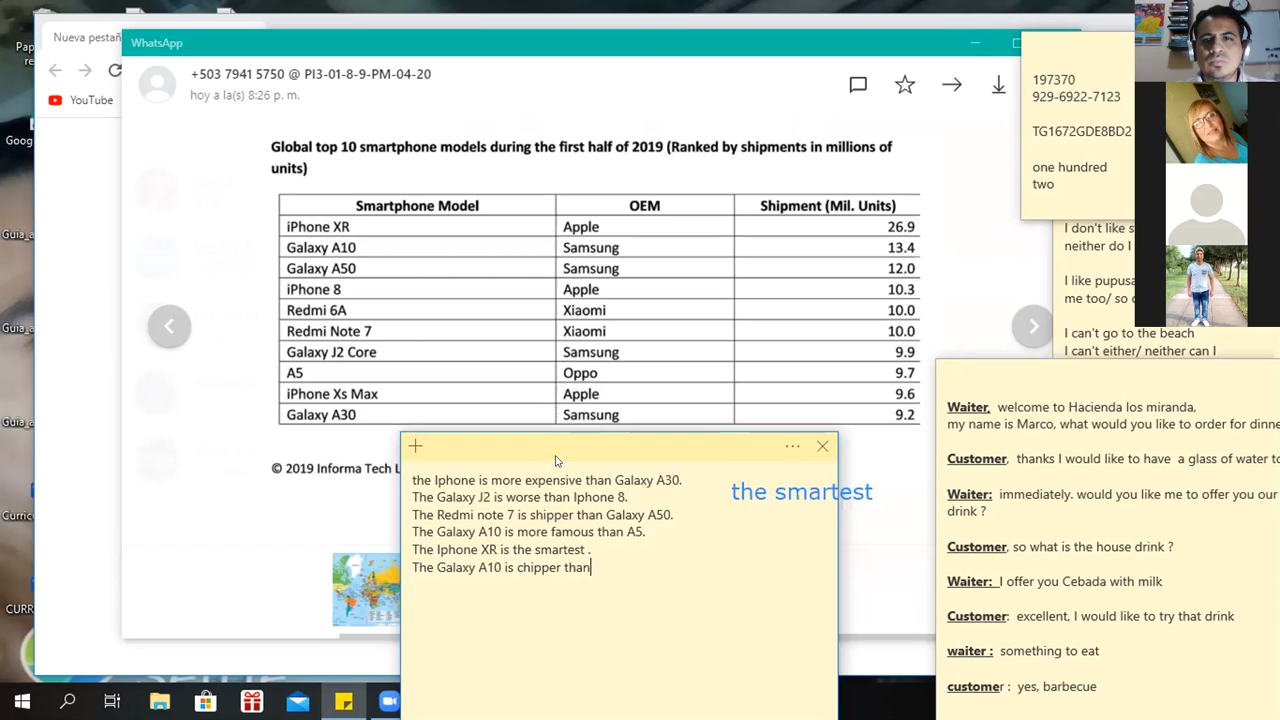 Nueva pestañ
YouTube
Goog
Guia_a
Guia_a
Curric
CURR
WhatsApp
+503 7941 5750 @ PI3-01-8-9-PM-04-20
hoy a la(s) 8:26 p. m.
Global top 10 smartphone models during the first half of 2019 (Ranked by shipments in millions of
units)
Smartphone Model OEM Shipment (Mil. Units)
iPhone XR Apple 26.9
Galaxy A10 Samsung 13.4
Galaxy A50 Samsung 12.0
iPhone 8 Apple 10.3
Redmi 6A Xiaomi 10.0
Redmi Note 7 Xiaomi 10.0
Galaxy J2 Core Samsung 9.9
A5 Oppo 9.7
iPhone Xs Max Apple 9.6
Galaxy A30 Samsung 9.2
© 2019 Informa Tech L
the Iphone is more expensive than Galaxy A30.
The Galaxy J2 is worse than Iphone 8.
The Redmi note 7 is shipper than Galaxy A50.
The Galaxy A10 is more famous than A5.
The Iphone XR is the smartest .
The Galaxy A10 is chipper than
the smartest
197370
929-6922-7123
TG1672GDE8BD2
one hundred
two
I don't like s
neither do I
I like pupusa
me too/ so
I can't go to the beach
I can't either/ neither can I
Waiter, welcome to Hacienda los miranda,
my name is Marco, what would you like to order for dinne
Customer, thanks I would like to have a glass of water to
Waiter: immediately. would you like me to offer you our
drink ?
Customer, so what is the house drink ?
Waiter: I offer you Cebada with milk
Customer: excellent, I would like to try that drink
waiter : something to eat
customer : yes, barbecue